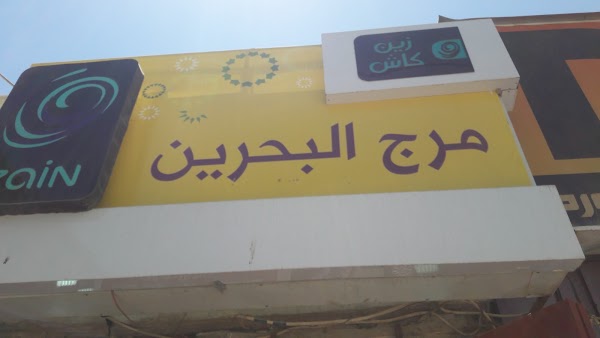 زين
كاش
مرج البحرين
zain